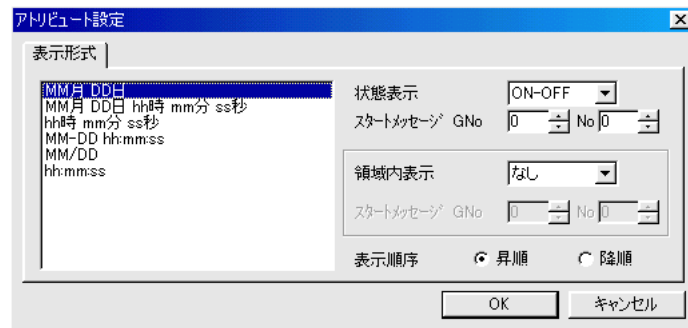 アトリビュート設定
表示形式
MM月 DD日
MM月 DD日 hh時 mm分 ss秒
hh時 mm分 ss秒
MM-DD hh:mm:ss
MM/DD
hh:mm:ss
状態表示 ON-OFF
スタートメッセージ GNo 0 No 0
領域内表示 なし
スタートメッセージ GNo 0 No 0
表示順序 昇順 降順
OK キャンセル